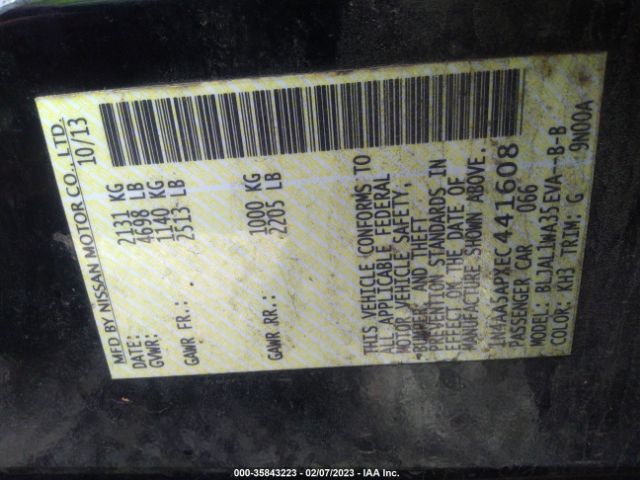 MFD BY NISSAN MOTOR CO., LTD.
DATE: 10/13
GVWR: 2131 KG
4698 LB
GAWR FR.: 1140 KG
2513 LB
GAWR RR.: 1000 KG
2205 LB
THIS VEHICLE CONFORMS TO
ALL APPLICABLE FEDERAL
MOTOR VEHICLE SAFETY,
BUMPER, AND THEFT
PREVENTION STANDARDS IN
EFFECT ON THE DATE OF
MANUFACTURE SHOWN ABOVE.
1N4AA5APXEC441608
PASSENGER CAR 066
MODEL: BLJALJWA35EVA--B-B
COLOR: KH3 TRIM: G 9N00A
000-35843223 - 02/07/2023 - IAA Inc.